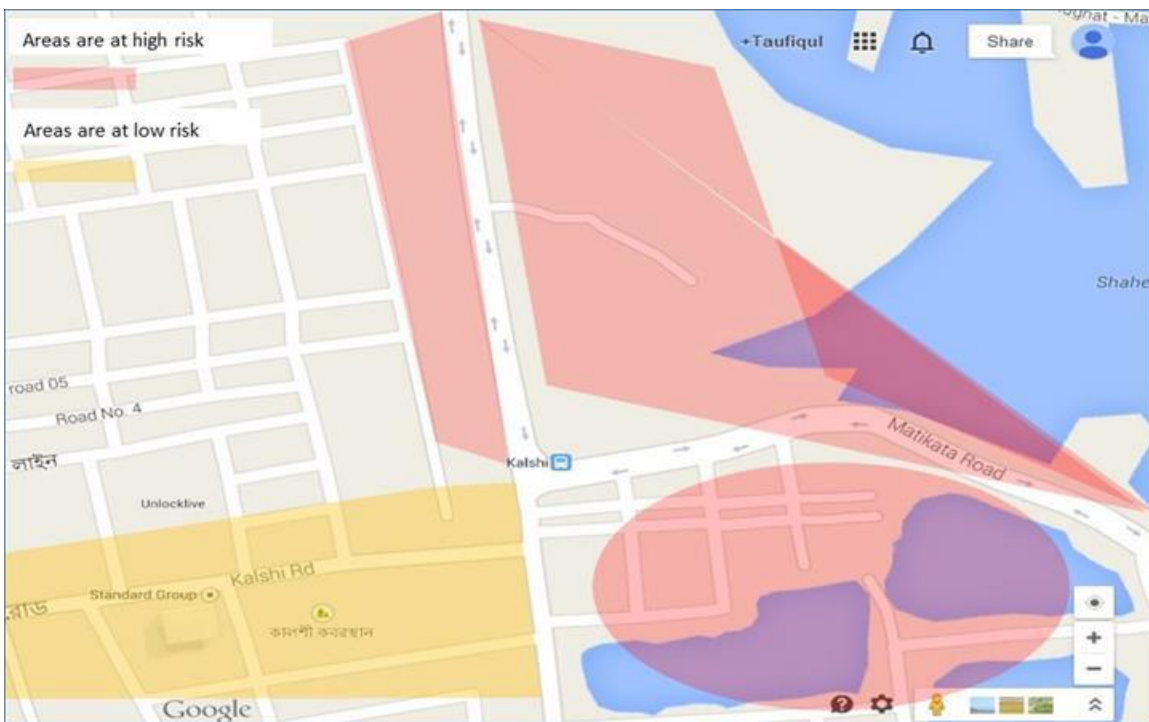 Areas are at high risk
Areas are at low risk
+Taufiqul
Share
Shahe
road 05
Road No. 4
লাইন
Kalshi
Matikata Road
Unlocklive
Kalshi Rd
Standard Group
রোড
কালশী কবরস্থান
Google